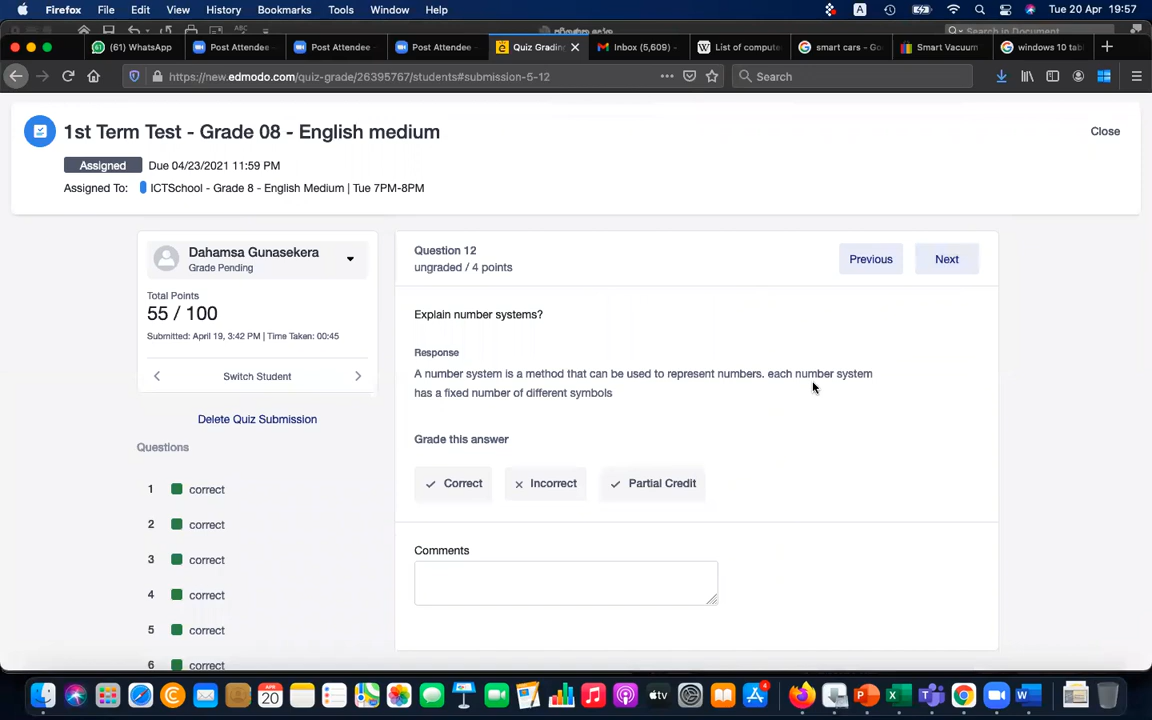 Firefox File Edit View History Bookmarks Tools Window Help A Tue 20 Apr 19:57
(61) WhatsApp Post Attendee Post Attendee Post Attendee Quiz Gradin Inbox (5,609) - List of compute smart cars - Go Smart Vacuum windows 10 tab
https://new.edmodo.com/quiz-grade/26395767/students#submission-5-12 Search
1st Term Test - Grade 08 - English medium
Close
Assigned Due 04/23/2021 11:59 PM
Assigned To: ICTSchool - Grade 8 - English Medium | Tue 7PM-8PM
Dahamsa Gunasekera
Grade Pending
Total Points
55 / 100
Submitted: April 19, 3:42 PM | Time Taken: 00:45
Switch Student
Delete Quiz Submission
Questions
1 correct
2 correct
3 correct
4 correct
5 correct
6 correct
Question 12
ungraded / 4 points
Previous Next
Explain number systems?
Response
A number system is a method that can be used to represent numbers. each number system
has a fixed number of different symbols
Grade this answer
Correct Incorrect Partial Credit
Comments
APR
20
tv
4